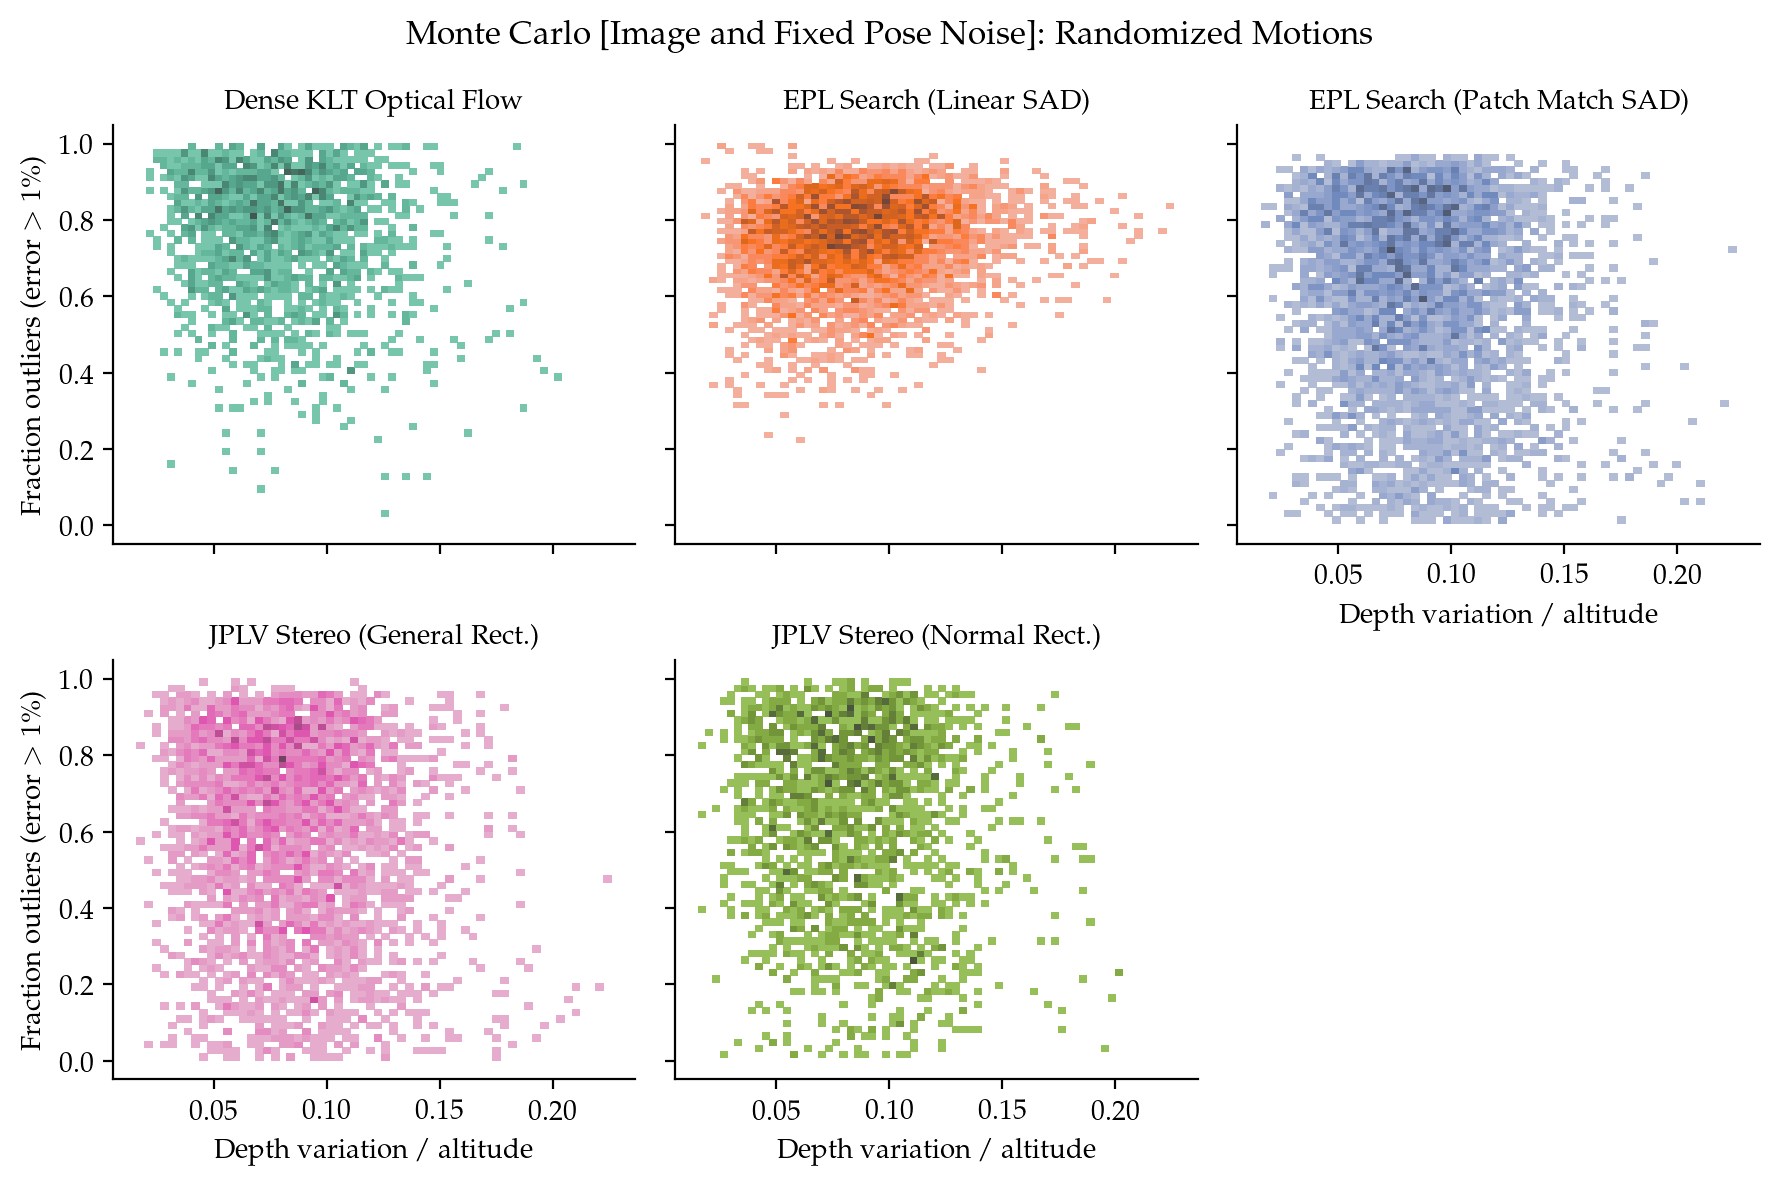 Monte Carlo [Image and Fixed Pose Noise]: Randomized Motions
Dense KLT Optical Flow
EPL Search (Linear SAD)
EPL Search (Patch Match SAD)
Fraction outliers (error > 1%)
1.0
0.8
0.6
0.4
0.2
0.0
0.05 0.10 0.15 0.20
Depth variation / altitude
JPLV Stereo (General Rect.)
JPLV Stereo (Normal Rect.)
Fraction outliers (error > 1%)
1.0
0.8
0.6
0.4
0.2
0.0
0.05 0.10 0.15 0.20
0.05 0.10 0.15 0.20
Depth variation / altitude
Depth variation / altitude